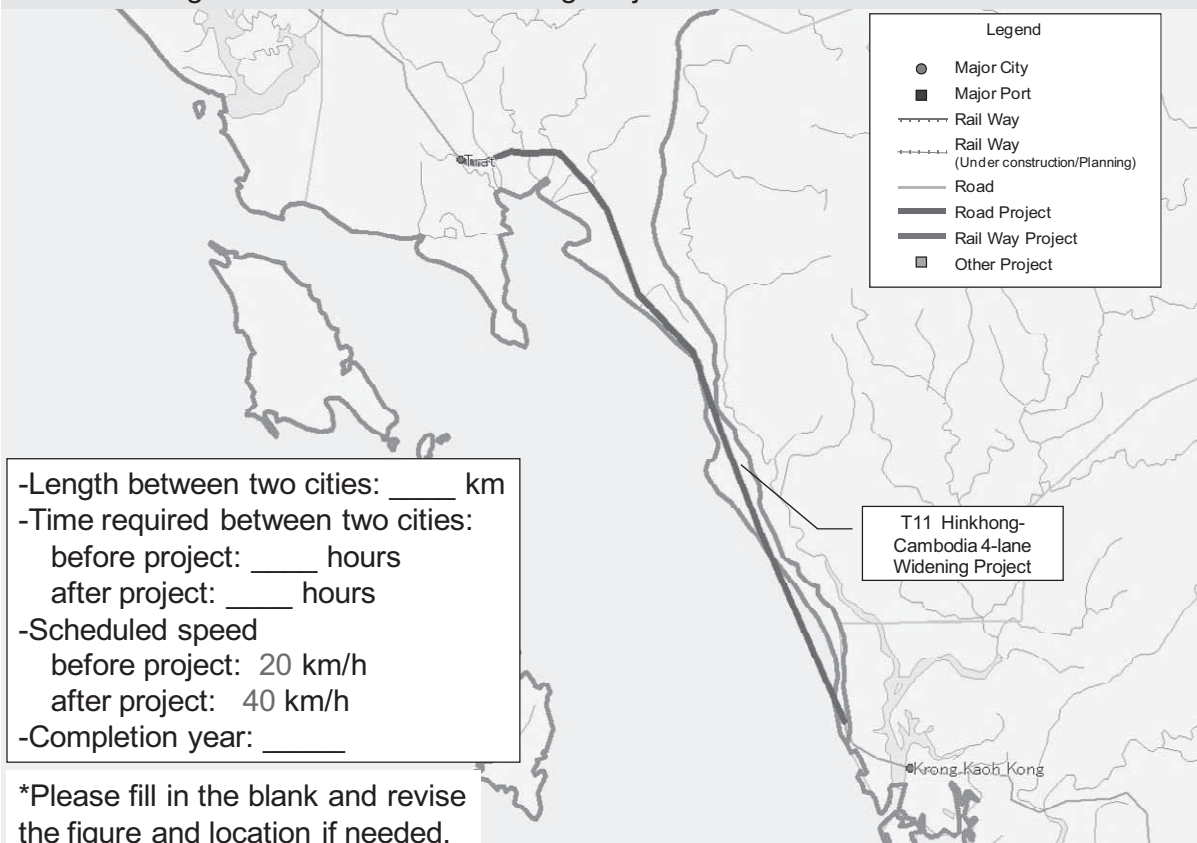 Legend
Major City
Major Port
Rail Way
Rail Way
(Under construction/Planning)
Road
Road Project
Rail Way Project
Other Project
Trat
-Length between two cities: ____ km
-Time required between two cities:
before project: ____ hours
after project: ____ hours
-Scheduled speed
before project: 20 km/h
after project: 40 km/h
-Completion year: _____
T11 Hinkhong-
Cambodia 4-lane
Widening Project
Krong Kaoh Kong
*Please fill in the blank and revise
the figure and location if needed.